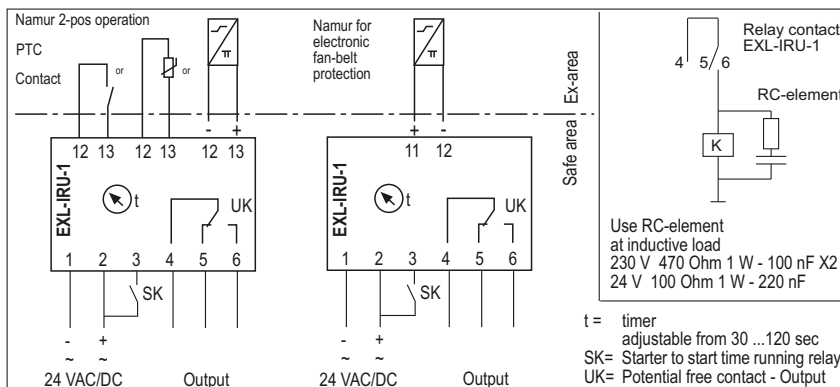 Namur 2-pos operation
PTC
Contact
or
or
- +
12 13 12 13 12 13
EXL-IRU-1
t
UK
1 2 3 4 5 6
SK
- +
~ ~
24 VAC/DC Output
Namur for
electronic
fan-belt
protection
+ -
11 12
EXL-IRU-1
t
UK
1 2 3 4 5 6
SK
- +
~ ~
24 VAC/DC Output
Ex-area
Safe area
Relay contact
EXL-IRU-1
4 5/6
RC-element
K
Use RC-element
at inductive load
230 V 470 Ohm 1 W - 100 nF X2
24 V 100 Ohm 1 W - 220 nF
t = timer
adjustable from 30 ...120 sec
SK= Starter to start time running relay
UK= Potential free contact - Output